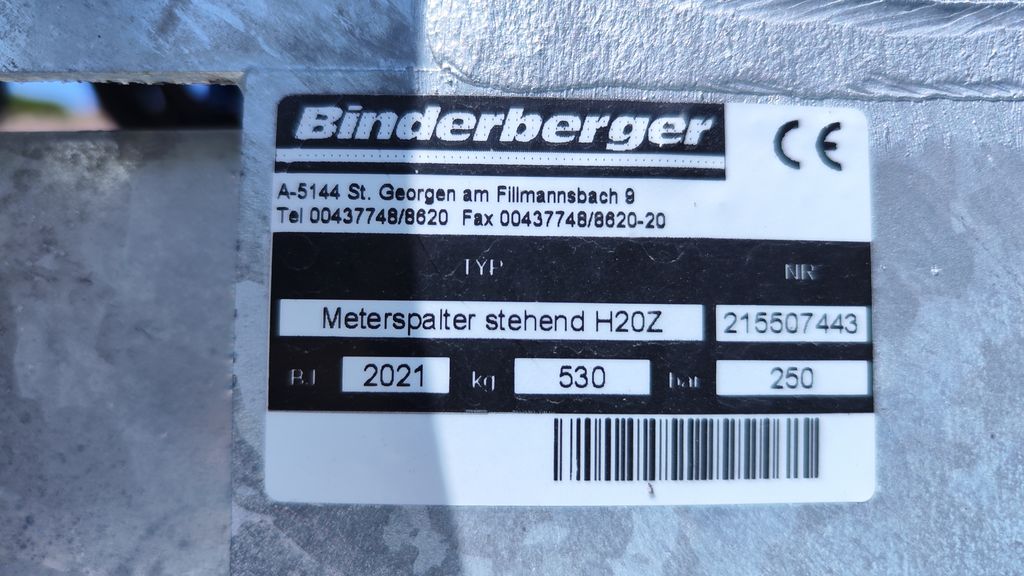 Binderberger
CE
A-5144 St. Georgen am Fillmannsbach 9
Tel 00437748/8620 Fax 00437748/8620-20
TYP NR
Meterspalter stehend H20Z 215507443
BJ 2021 kg 530 bar 250